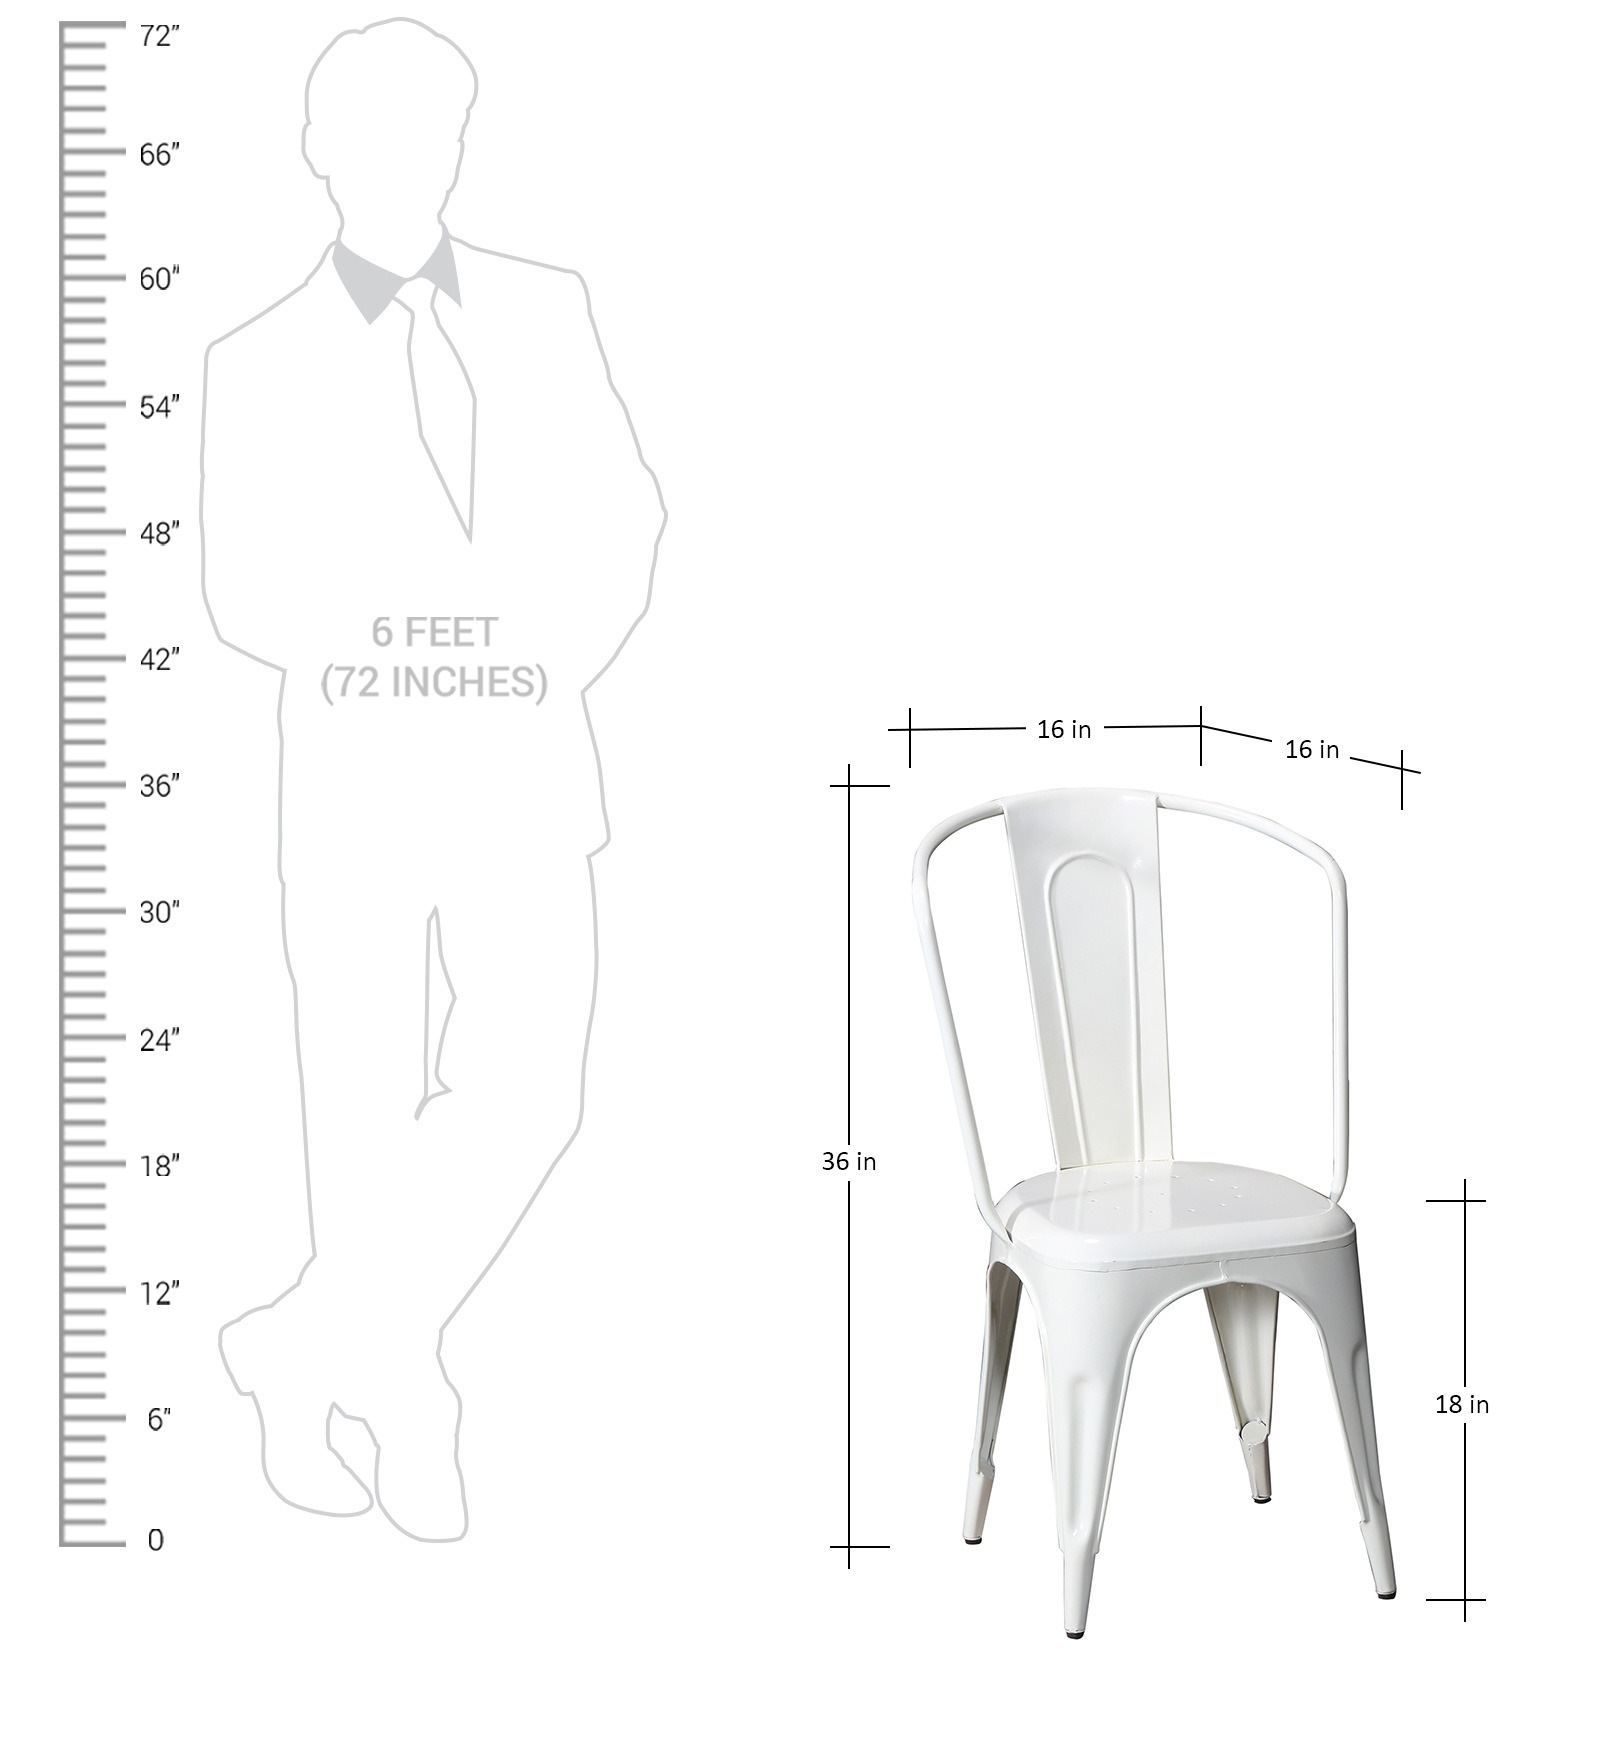 72”
66”
60”
54”
48”
42”
36”
30”
24”
18”
12”
6”
0
6 FEET
(72 INCHES)
16 in
16 in
36 in
18 in